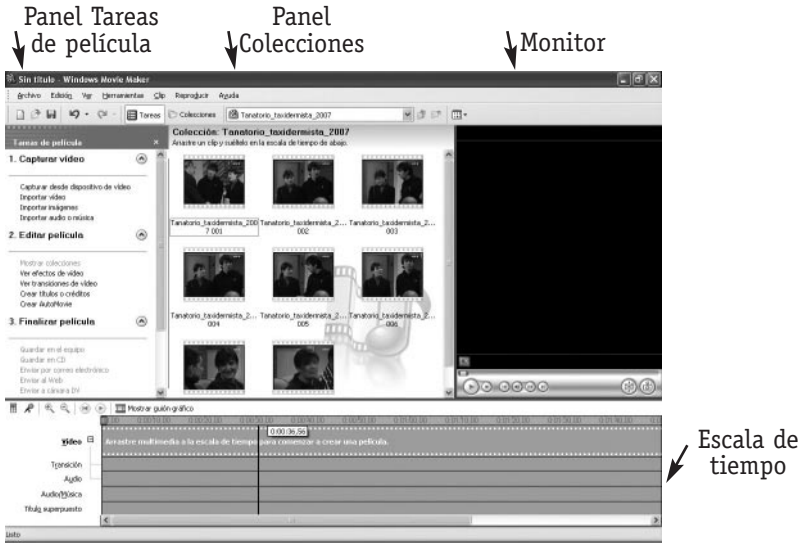 Panel Tareas
de película
Panel
Colecciones
Monitor
Sin título - Windows Movie Maker
Archivo Edición Ver Herramientas Clip Reproducir Ayuda
Tareas Colecciones Tanatorio_taxidermista_2007
Tareas de película
Colección: Tanatorio_taxidermista_2007
Arrastre un clip y suéltelo en la escala de tiempo de abajo.
1. Capturar vídeo
Capturar desde dispositivo de vídeo
Importar vídeo
Importar imágenes
Importar audio o música
2. Editar película
Mostrar colecciones
Ver efectos de vídeo
Ver transiciones de vídeo
Crear títulos o créditos
Crear AutoMovie
3. Finalizar película
Guardar en el equipo
Guardar en CD
Enviar por correo electrónico
Enviar al Web
Enviar a cámara DV
Tanatorio_taxidermista_200
7 001
Tanatorio_taxidermista_2...
002
Tanatorio_taxidermista_2...
003
Tanatorio_taxidermista_2...
004
Tanatorio_taxidermista_2...
005
Tanatorio_taxidermista_2...
006
Mostrar guión gráfico
0:00:36,56
Vídeo
Arrastre multimedia a la escala de tiempo para comenzar a crear una película.
Transición
Audio
Audio/Música
Título superpuesto
Listo
Escala de
tiempo